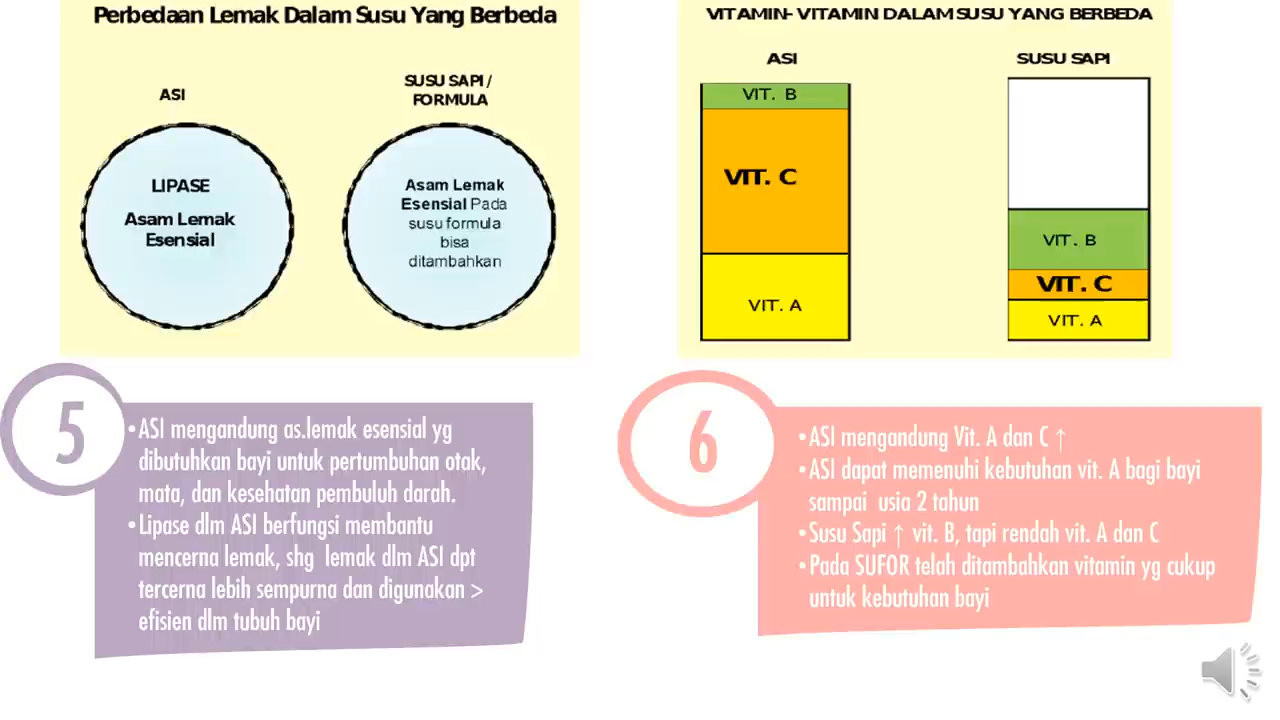 Perbedaan Lemak Dalam Susu Yang Berbeda
ASI
SUSU SAPI /
FORMULA
LIPASE
Asam Lemak
Esensial
Asam Lemak
Esensial Pada
susu formula
bisa
ditambahkan
VITAMIN- VITAMIN DALAM SUSU YANG BERBEDA
ASI
SUSU SAPI
VIT. B
VIT. C
VIT. A
VIT. B
VIT. C
VIT. A
5
•ASI mengandung as.lemak esensial yg
dibutuhkan bayi untuk pertumbuhan otak,
mata, dan kesehatan pembuluh darah.
•Lipase dlm ASI berfungsi membantu
mencerna lemak, shg lemak dlm ASI dpt
tercerna lebih sempurna dan digunakan >
efisien dlm tubuh bayi
6
•ASI mengandung Vit. A dan C ↑
•ASI dapat memenuhi kebutuhan vit. A bagi bayi
sampai usia 2 tahun
•Susu Sapi ↑ vit. B, tapi rendah vit. A dan C
•Pada SUFOR telah ditambahkan vitamin yg cukup
untuk kebutuhan bayi